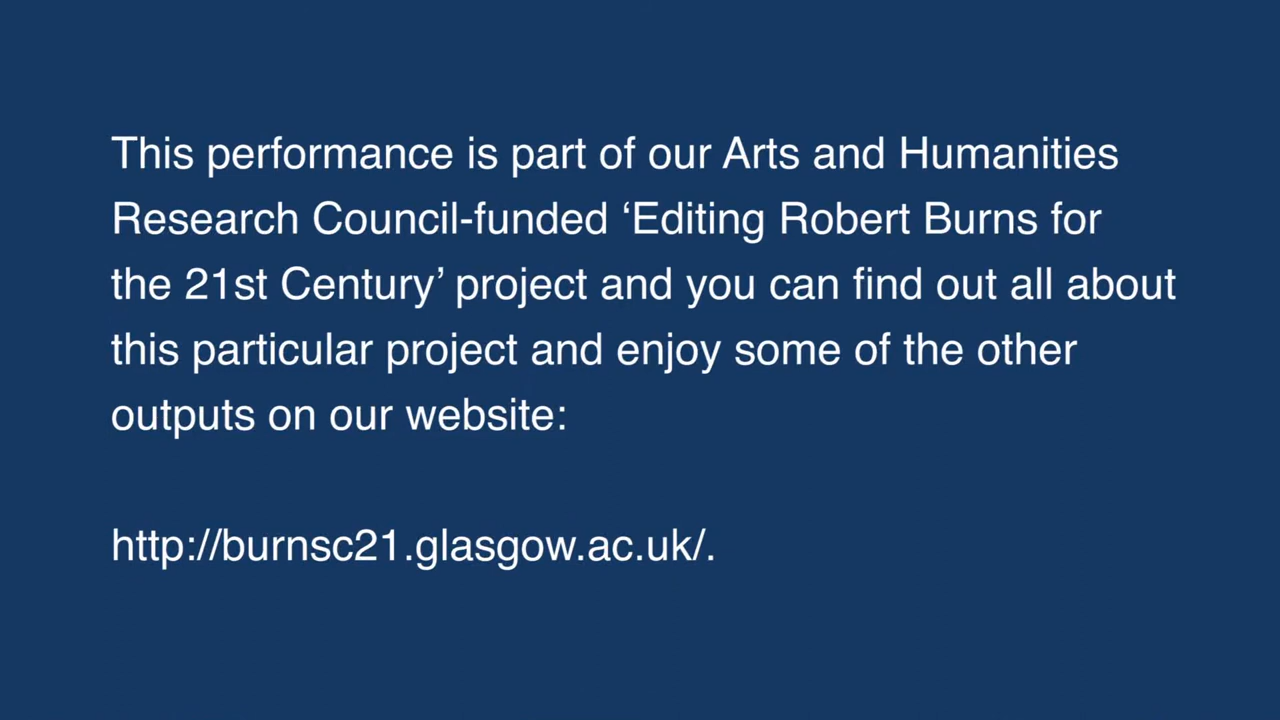 This performance is part of our Arts and Humanities
Research Council-funded ‘Editing Robert Burns for
the 21st Century’ project and you can find out all about
this particular project and enjoy some of the other
outputs on our website:
http://burnsc21.glasgow.ac.uk/.